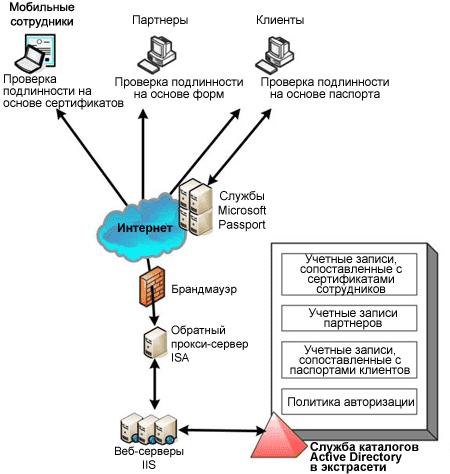 Мобильные
сотрудники
Партнеры
Клиенты
Проверка
подлинности на
основе сертификатов
Проверка подлинности
на основе форм
Проверка подлинности
на основе паспорта
Службы
Microsoft
Passport
Интернет
Брандмауэр
Обратный
прокси-сервер
ISA
Веб-серверы
IIS
Учетные записи,
сопоставленные с
сертификатами
сотрудников
Учетные записи
партнеров
Учетные записи,
сопоставленные с
паспортами клиентов
Политика авторизации
Служба каталогов
Active Directory
в экстрасети